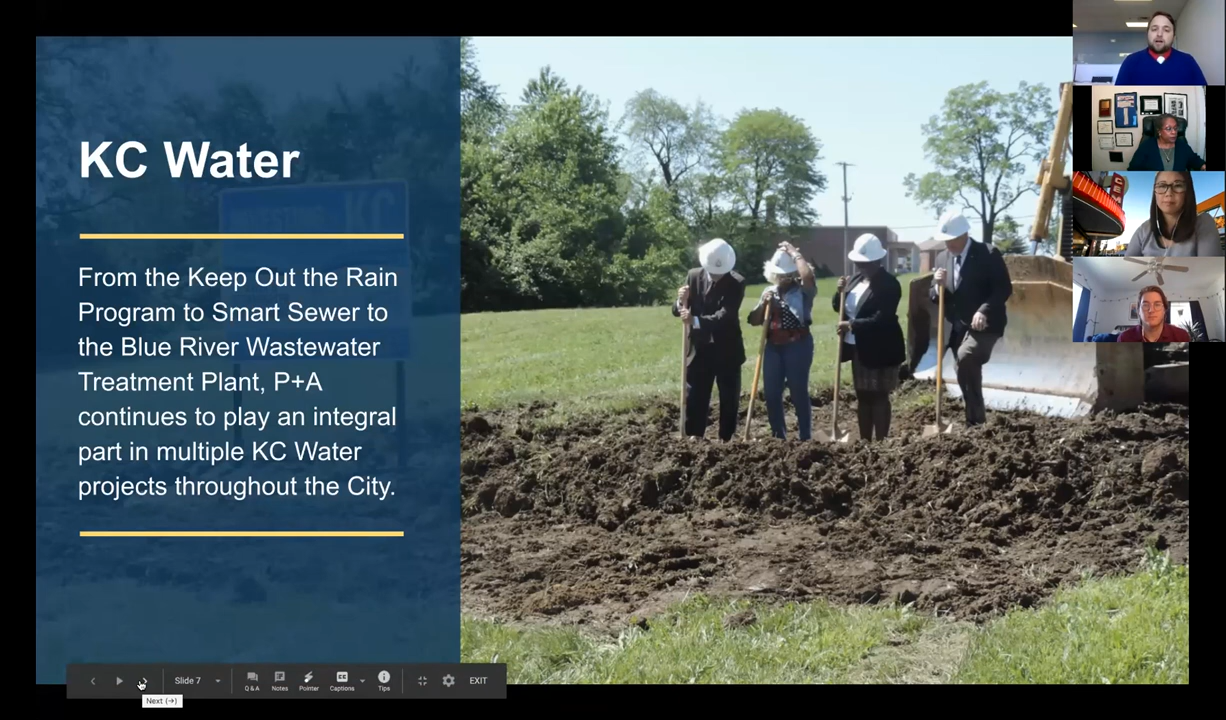 KC Water
From the Keep Out the Rain
Program to Smart Sewer to
the Blue River Wastewater
Treatment Plant, P+A
continues to play an integral
part in multiple KC Water
projects throughout the City.
Slide 7
Q & A
Notes
Pointer
CC
Captions
Tips
EXIT
Next (→)